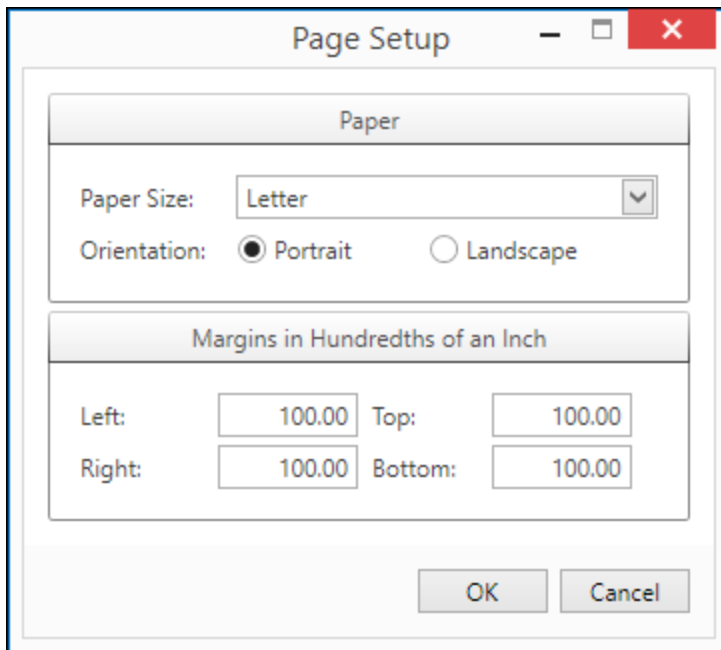 Page Setup
Paper
Paper Size: Letter
Orientation: Portrait Landscape
Margins in Hundredths of an Inch
Left: 100.00 Top: 100.00
Right: 100.00 Bottom: 100.00
OK Cancel